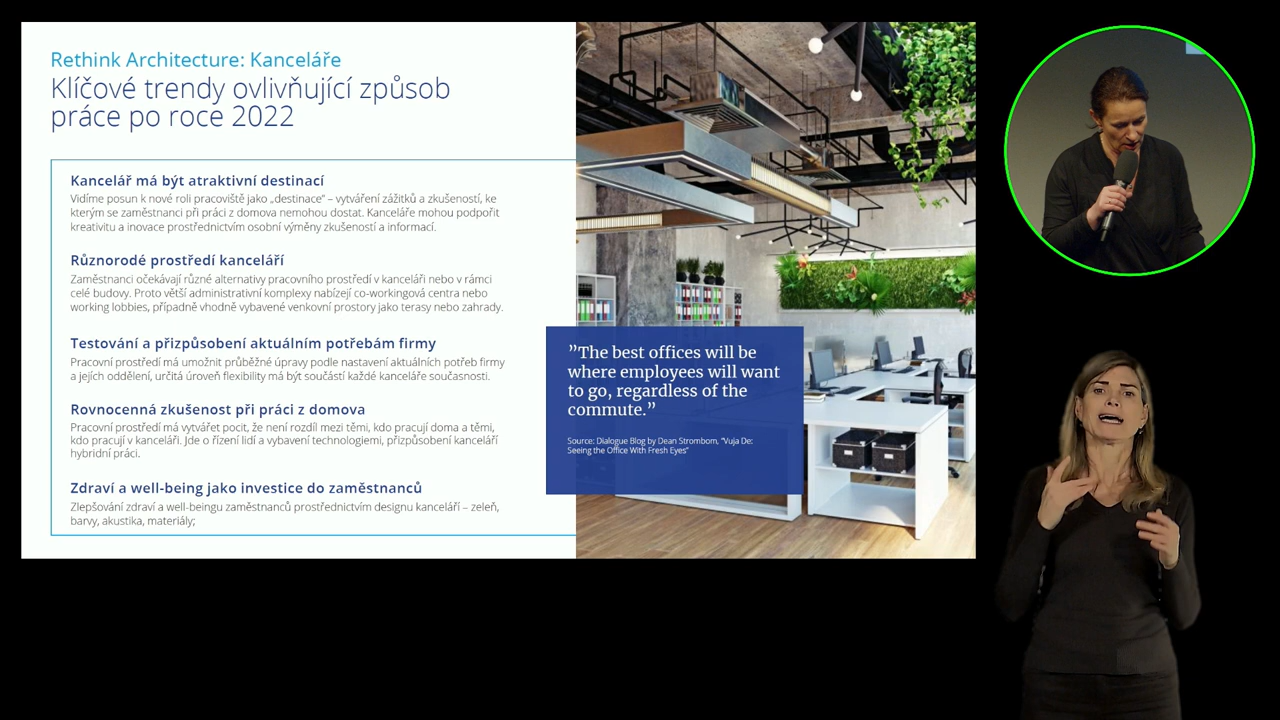 Rethink Architecture: Kanceláře
Klíčové trendy ovlivňující způsob
práce po roce 2022
Kancelář má být atraktivní destinací
Vidíme posun k nové roli pracoviště jako „destinace“ – vytváření zážitků a zkušeností, ke
kterým se zaměstnanci při práci z domova nemohou dostat. Kanceláře mohou podpořit
kreativitu a inovace prostřednictvím osobní výměny zkušeností a informací.
Různorodé prostředí kanceláří
Zaměstnanci očekávají různé alternativy pracovního prostředí v kanceláři nebo v rámci
celé budovy. Proto větší administrativní komplexy nabízejí co-workingová centra nebo
working lobbies, případně vhodně vybavené venkovní prostory jako terasy nebo zahrady.
Testování a přizpůsobení aktuálním potřebám firmy
Pracovní prostředí má umožnit průběžné úpravy podle nastavení aktuálních potřeb firmy
a jejích oddělení, určitá úroveň flexibility má být součástí každé kanceláře současnosti.
Rovnocenná zkušenost při práci z domova
Pracovní prostředí má vytvářet pocit, že není rozdíl mezi těmi, kdo pracují doma a těmi,
kdo pracují v kanceláři. Jde o řízení lidí a vybavení technologiemi, přizpůsobení kanceláří
hybridní práci.
Zdraví a well-being jako investice do zaměstnanců
Zlepšování zdraví a well-beingu zaměstnanců prostřednictvím designu kanceláří – zeleň,
barvy, akustika, materiály;
”The best offices will be
where employees will want
to go, regardless of the
commute.”
Source: Dialogue Blog by Dean Strombom, “Vuja De:
Seeing the Office With Fresh Eyes”